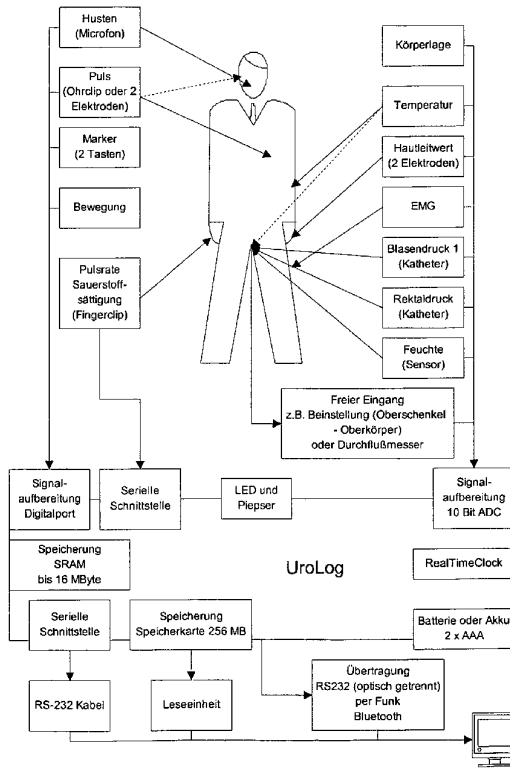 Husten
(Microfon)
Puls
(Ohrclip oder 2
Elektroden)
Marker
(2 Tasten)
Bewegung
Pulsrate
Sauerstoff-
sättigung
(Fingerclip)
Körperlage
Temperatur
Hautleitwert
(2 Elektroden)
EMG
Blasendruck 1
(Katheter)
Rektaldruck
(Katheter)
Feuchte
(Sensor)
Freier Eingang
z.B. Beinstellung (Oberschenkel
- Oberkörper)
oder Durchflußmesser
Signal-
aufbereitung
Digitalport
Serielle
Schnittstelle
LED und
Piepser
Signal-
aufbereitung
10 Bit ADC
Speicherung
SRAM
bis 16 MByte
UroLog
RealTimeClock
Serielle
Schnittstelle
Speicherung
Speicherkarte 256 MB
Batterie oder Akku
2 x AAA
RS-232 Kabel
Leseeinheit
Übertragung
RS232 (optisch getrennt)
per Funk
Bluetooth